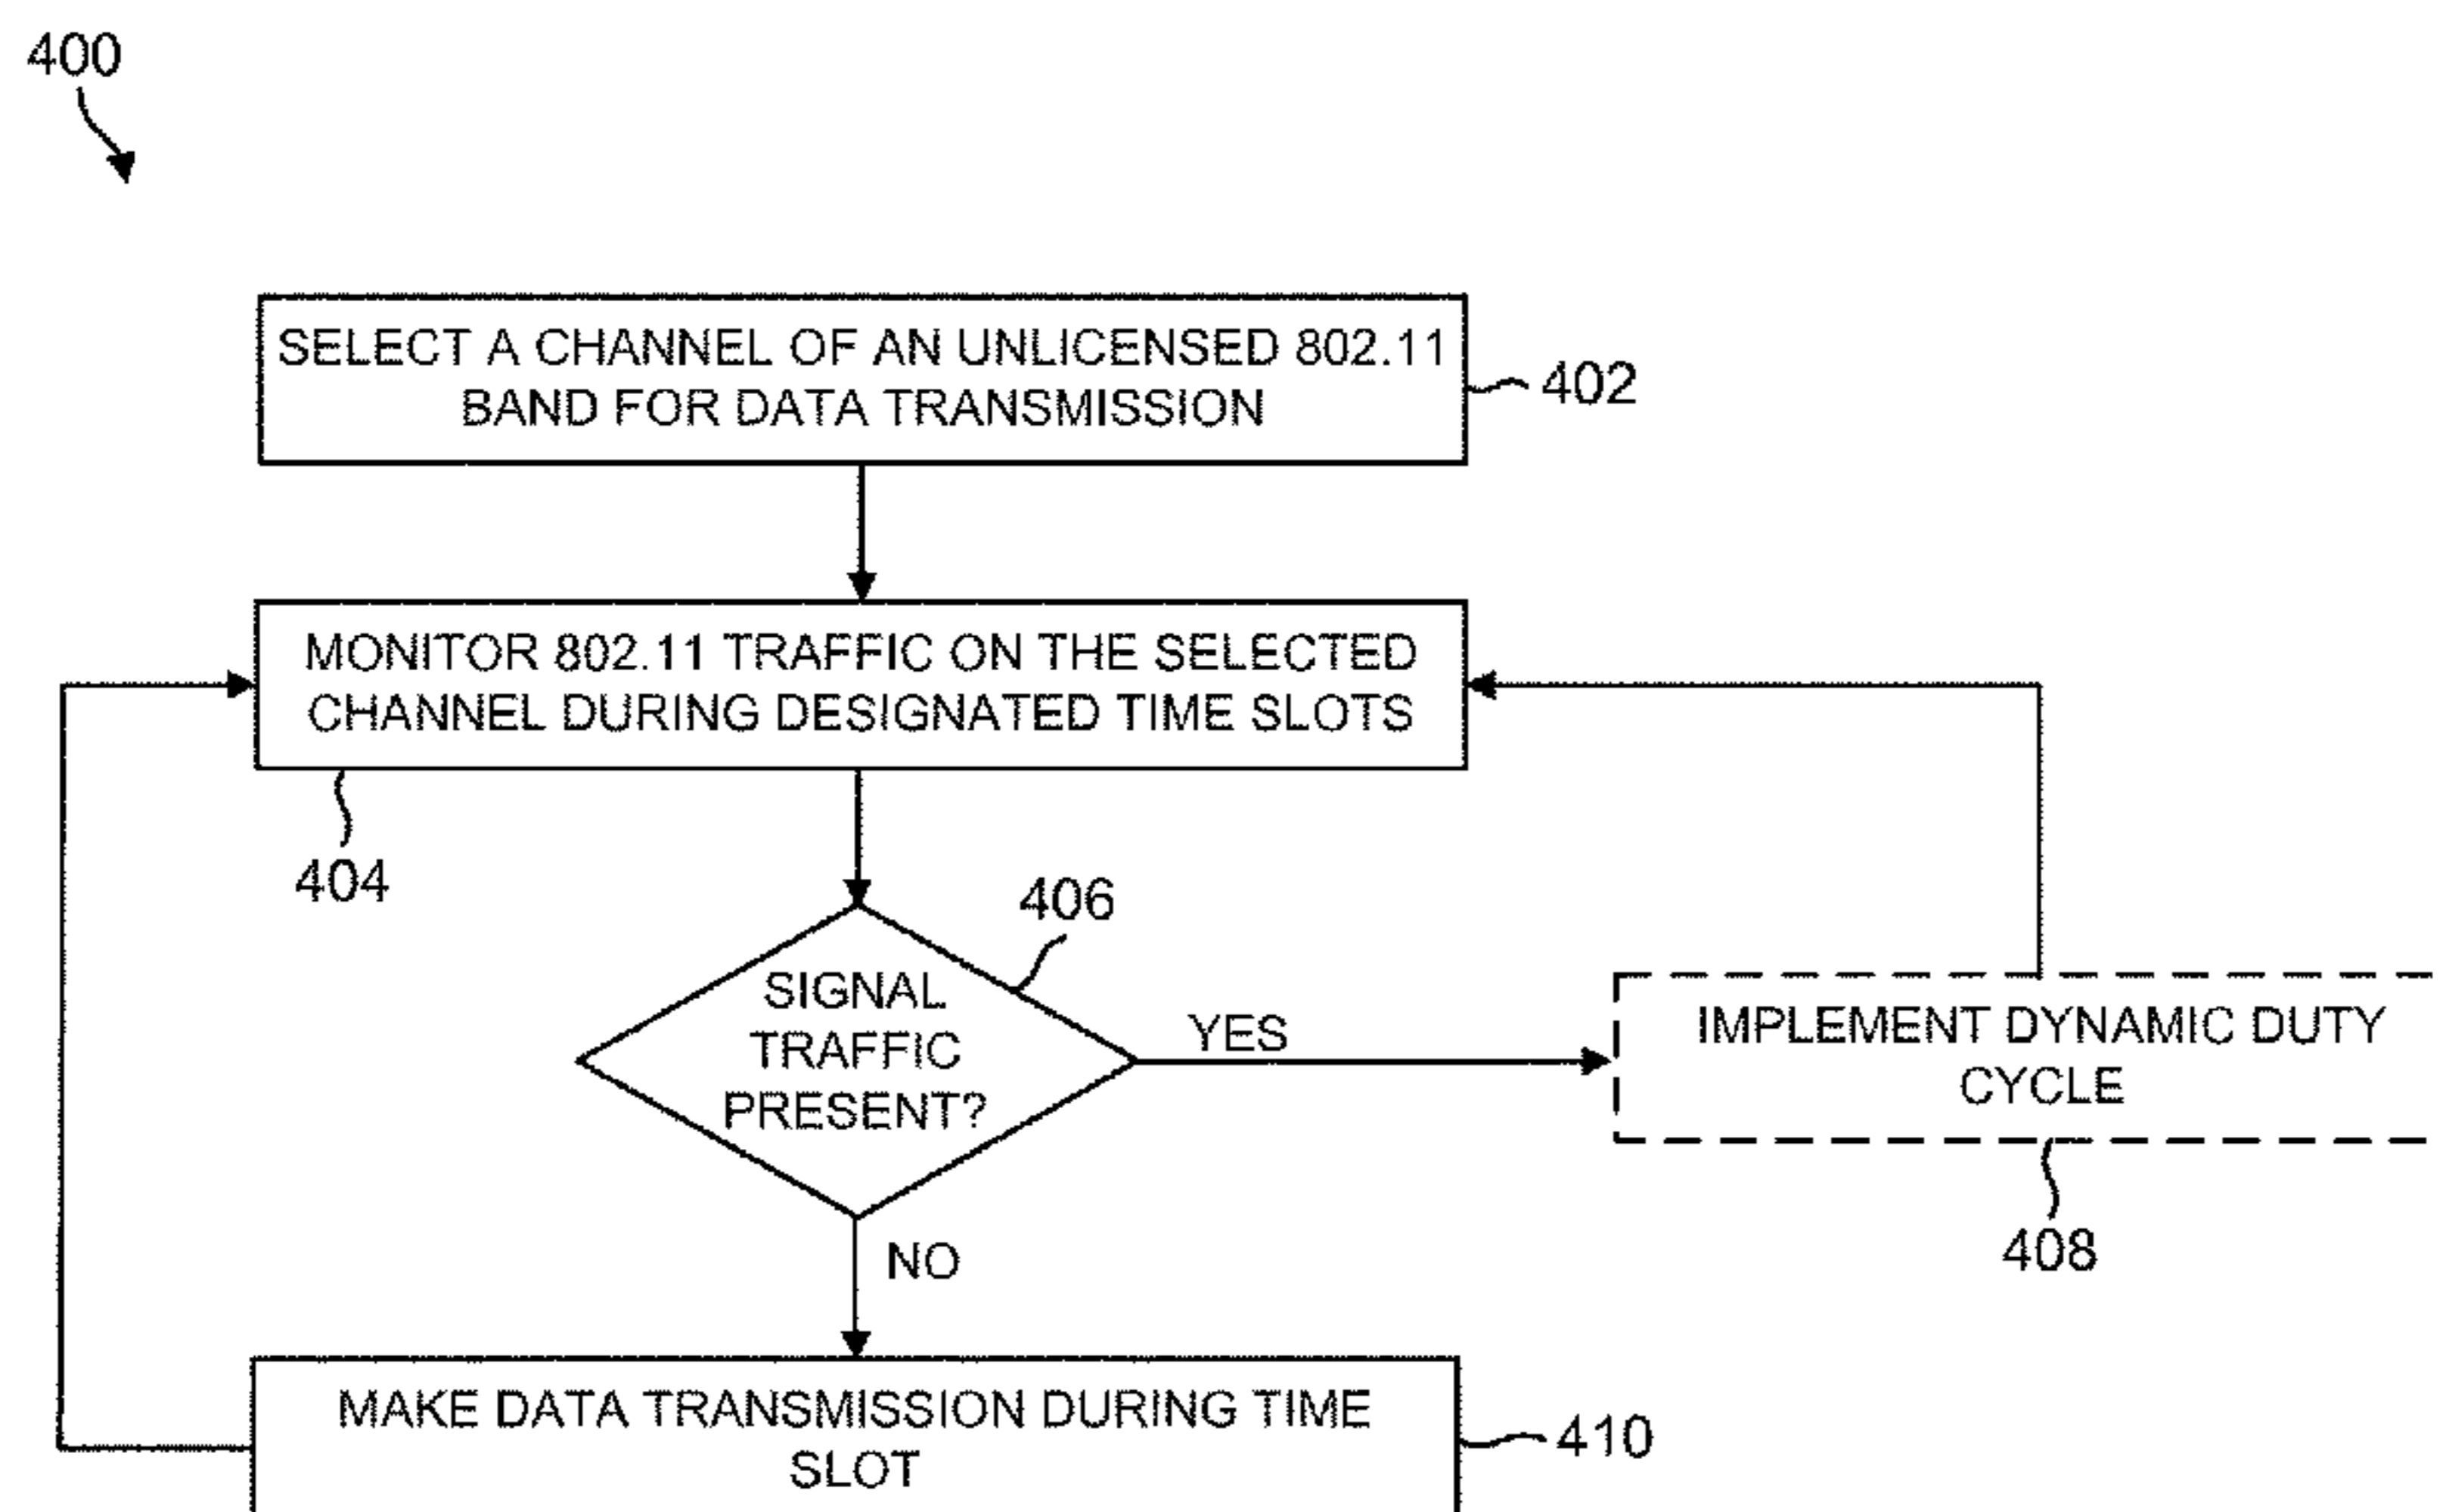 400
SELECT A CHANNEL OF AN UNLICENSED 802.11
BAND FOR DATA TRANSMISSION
402
MONITOR 802.11 TRAFFIC ON THE SELECTED
CHANNEL DURING DESIGNATED TIME SLOTS
404
406
SIGNAL
TRAFFIC
PRESENT?
YES
IMPLEMENT DYNAMIC DUTY
CYCLE
408
NO
MAKE DATA TRANSMISSION DURING TIME
SLOT
410